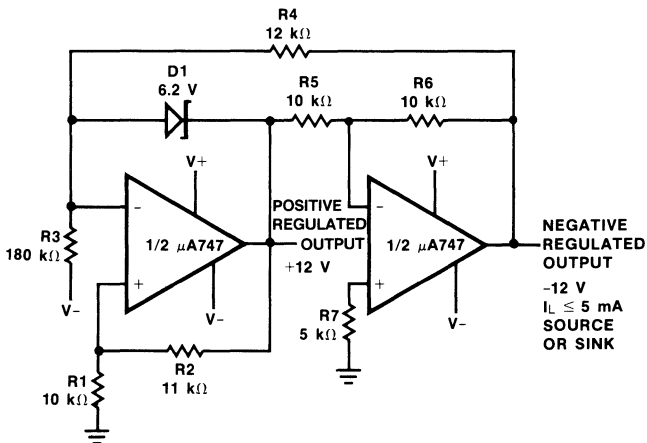 R4
12 kΩ
D1
6.2 V
R5
10 kΩ
R6
10 kΩ
V+
V+
−
1/2 μA747
+
POSITIVE
REGULATED
OUTPUT
+12 V
−
1/2 μA747
+
NEGATIVE
REGULATED
OUTPUT
−12 V
IL ≤ 5 mA
SOURCE
OR SINK
R3
180 kΩ
V−
V−
V−
R7
5 kΩ
R2
11 kΩ
R1
10 kΩ